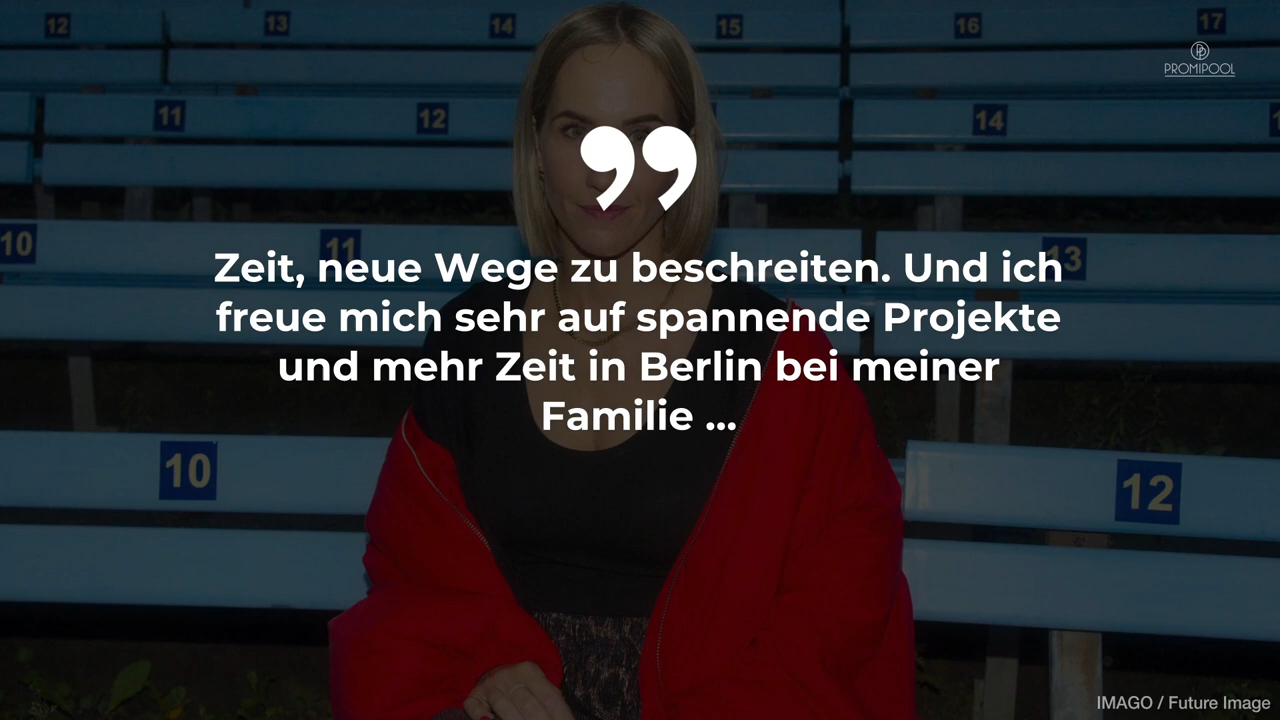 12 13 14 15 16 17
PROMIPOOL
11 12 14
10 11 13
Zeit, neue Wege zu beschreiten. Und ich
freue mich sehr auf spannende Projekte
und mehr Zeit in Berlin bei meiner
Familie ...
10 12
IMAGO / Future Image